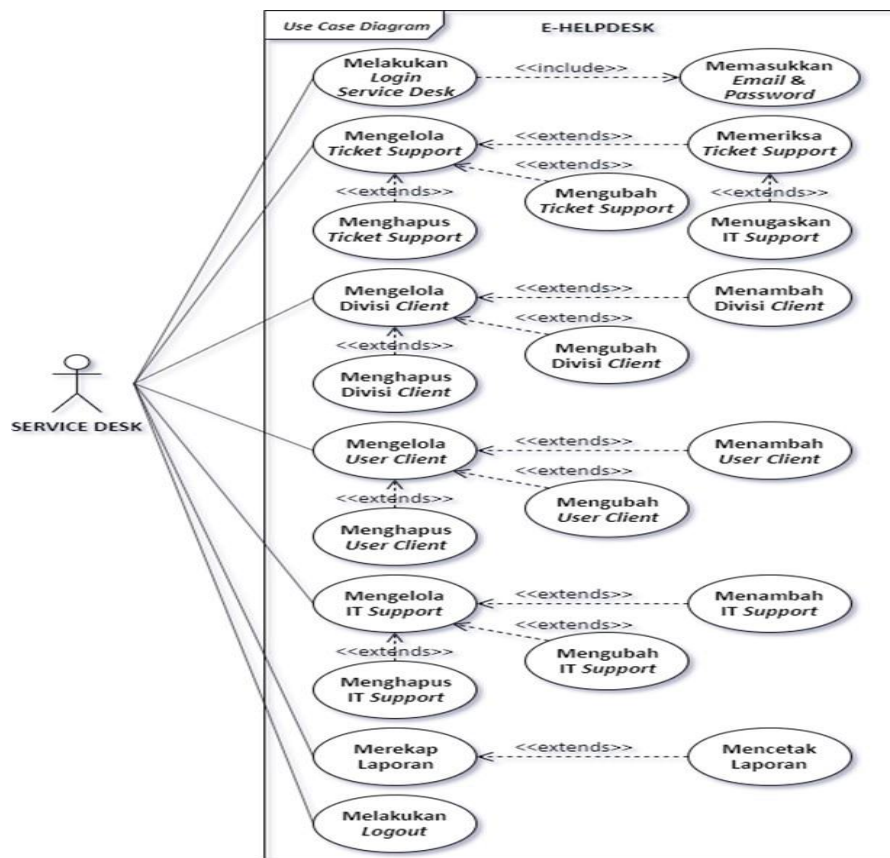 Use Case Diagram
E-HELPDESK
Melakukan
Login
Service Desk
<<include>>
Memasukkan
Email &
Password
Mengelola
Ticket Support
<<extends>>
Memeriksa
Ticket Support
<<extends>>
Mengubah
Ticket Support
<<extends>>
<<extends>>
Menghapus
Ticket Support
Menugaskan
IT Support
Mengelola
Divisi Client
<<extends>>
Menambah
Divisi Client
<<extends>>
Mengubah
Divisi Client
<<extends>>
Menghapus
Divisi Client
SERVICE DESK
Mengelola
User Client
<<extends>>
Menambah
User Client
<<extends>>
Mengubah
User Client
<<extends>>
Menghapus
User Client
Mengelola
IT Support
<<extends>>
Menambah
IT Support
<<extends>>
Mengubah
IT Support
<<extends>>
Menghapus
IT Support
Merekap
Laporan
<<extends>>
Mencetak
Laporan
Melakukan
Logout